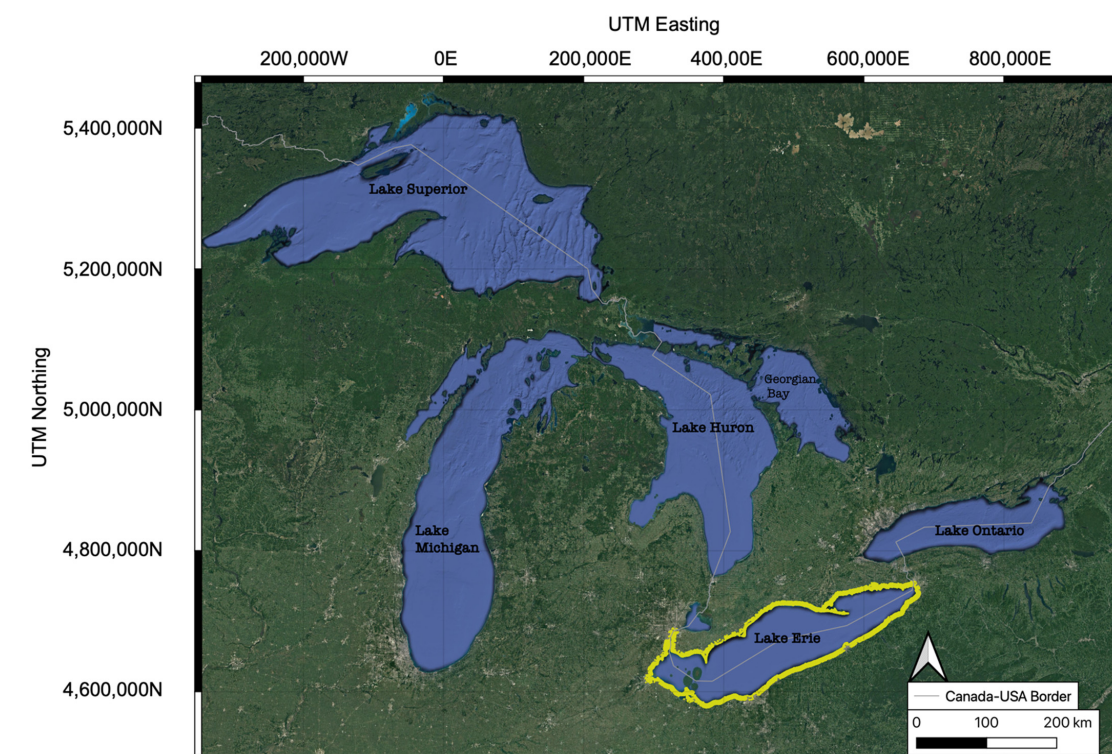 UTM Easting
200,000W 0E 200,000E 400,000E 600,000E 800,000E
5,400,000N
Lake Superior
5,200,000N
UTM Northing
5,000,000N
Georgian
Bay
Lake Huron
Lake
Michigan
4,800,000N
Lake Ontario
Lake Erie
4,600,000N
Canada-USA Border
0 100 200 km